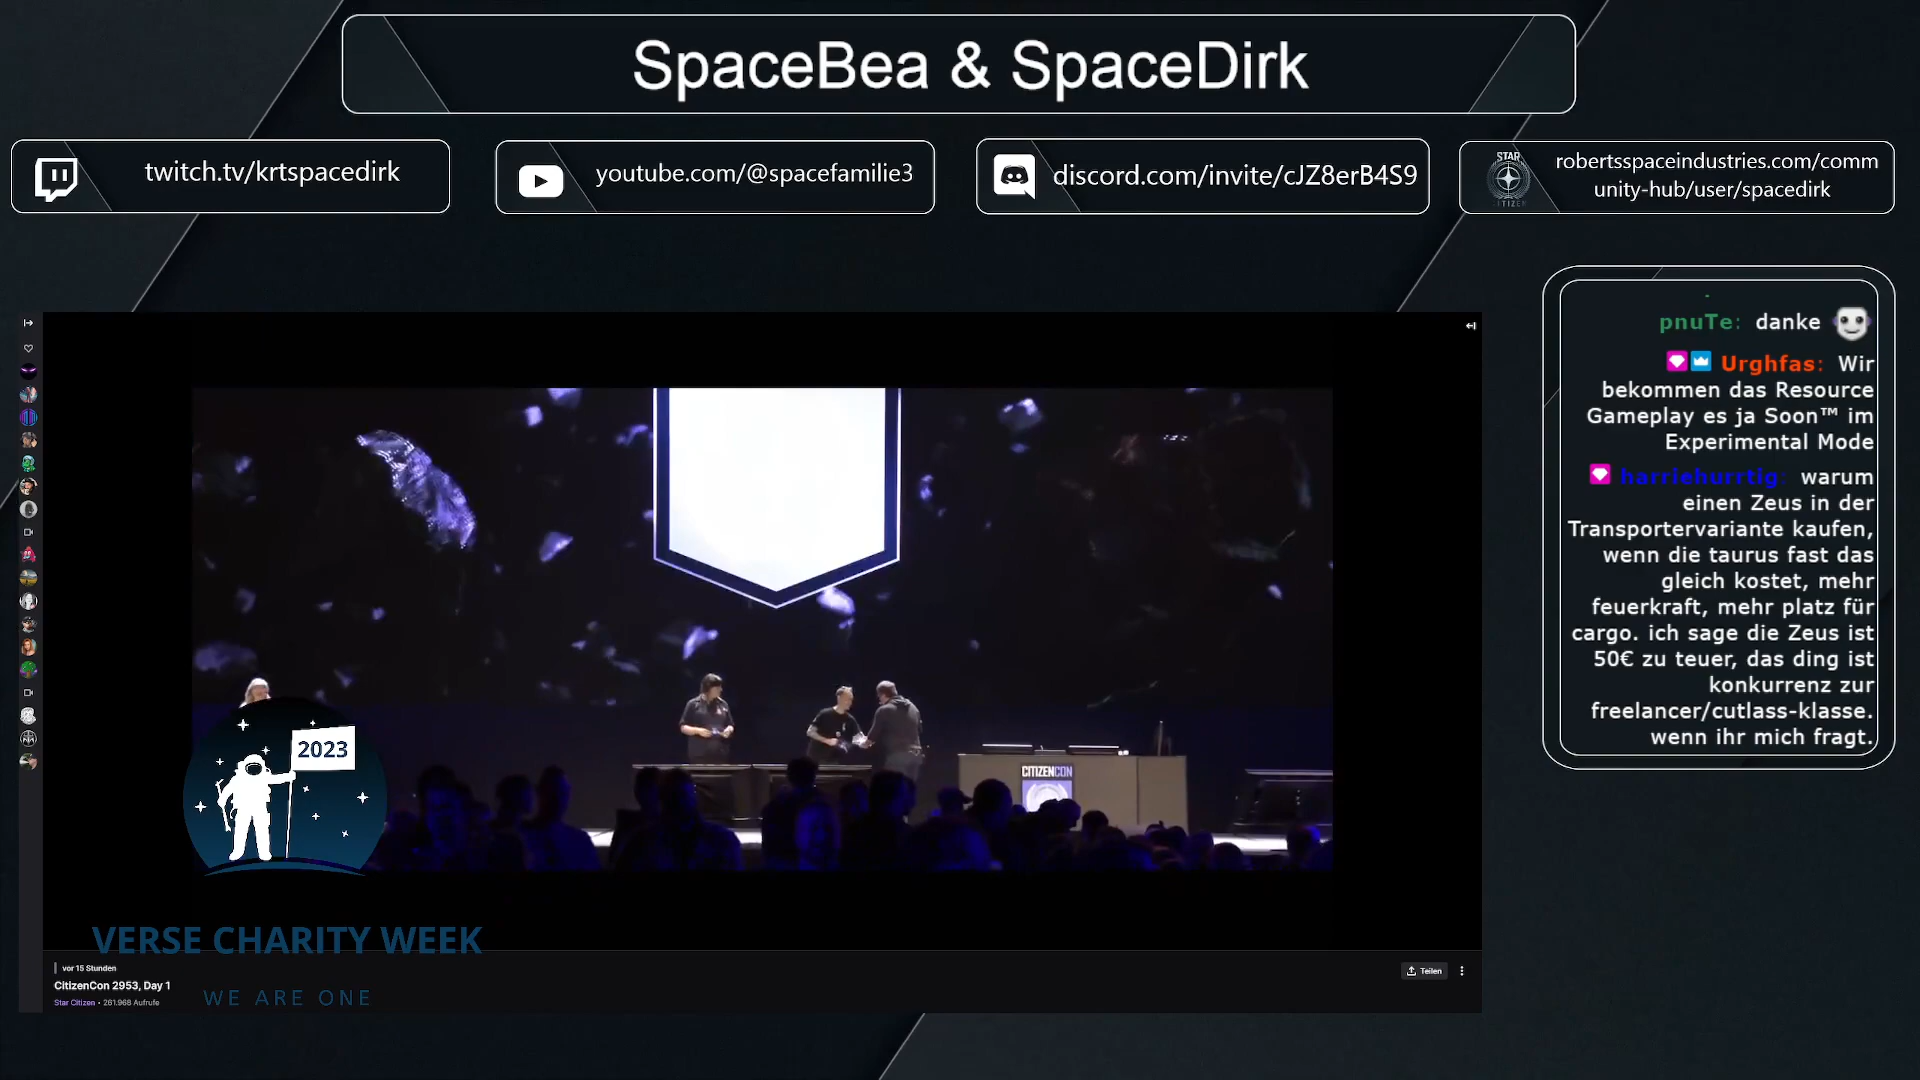 SpaceBea & SpaceDirk
twitch.tv/krtspacedirk
youtube.com/@spacefamilie3
discord.com/invite/cJZ8erB4S9
STAR
CITIZEN
robertsspaceindustries.com/comm
unity-hub/user/spacedirk
pnuTe: danke
Urghfas: Wir
bekommen das Resource
Gameplay es ja Soon™ im
Experimental Mode
harriehurrtig: warum
einen Zeus in der
Transportervariante kaufen,
wenn die taurus fast das
gleich kostet, mehr
feuerkraft, mehr platz für
cargo. ich sage die Zeus ist
50€ zu teuer, das ding ist
konkurrenz zur
freelancer/cutlass-klasse.
wenn ihr mich fragt.
2023
CITIZENCON
VERSE CHARITY WEEK
WE ARE ONE
vor 15 Stunden
CitizenCon 2953, Day 1
Star Citizen • 261.968 Aufrufe
Teilen